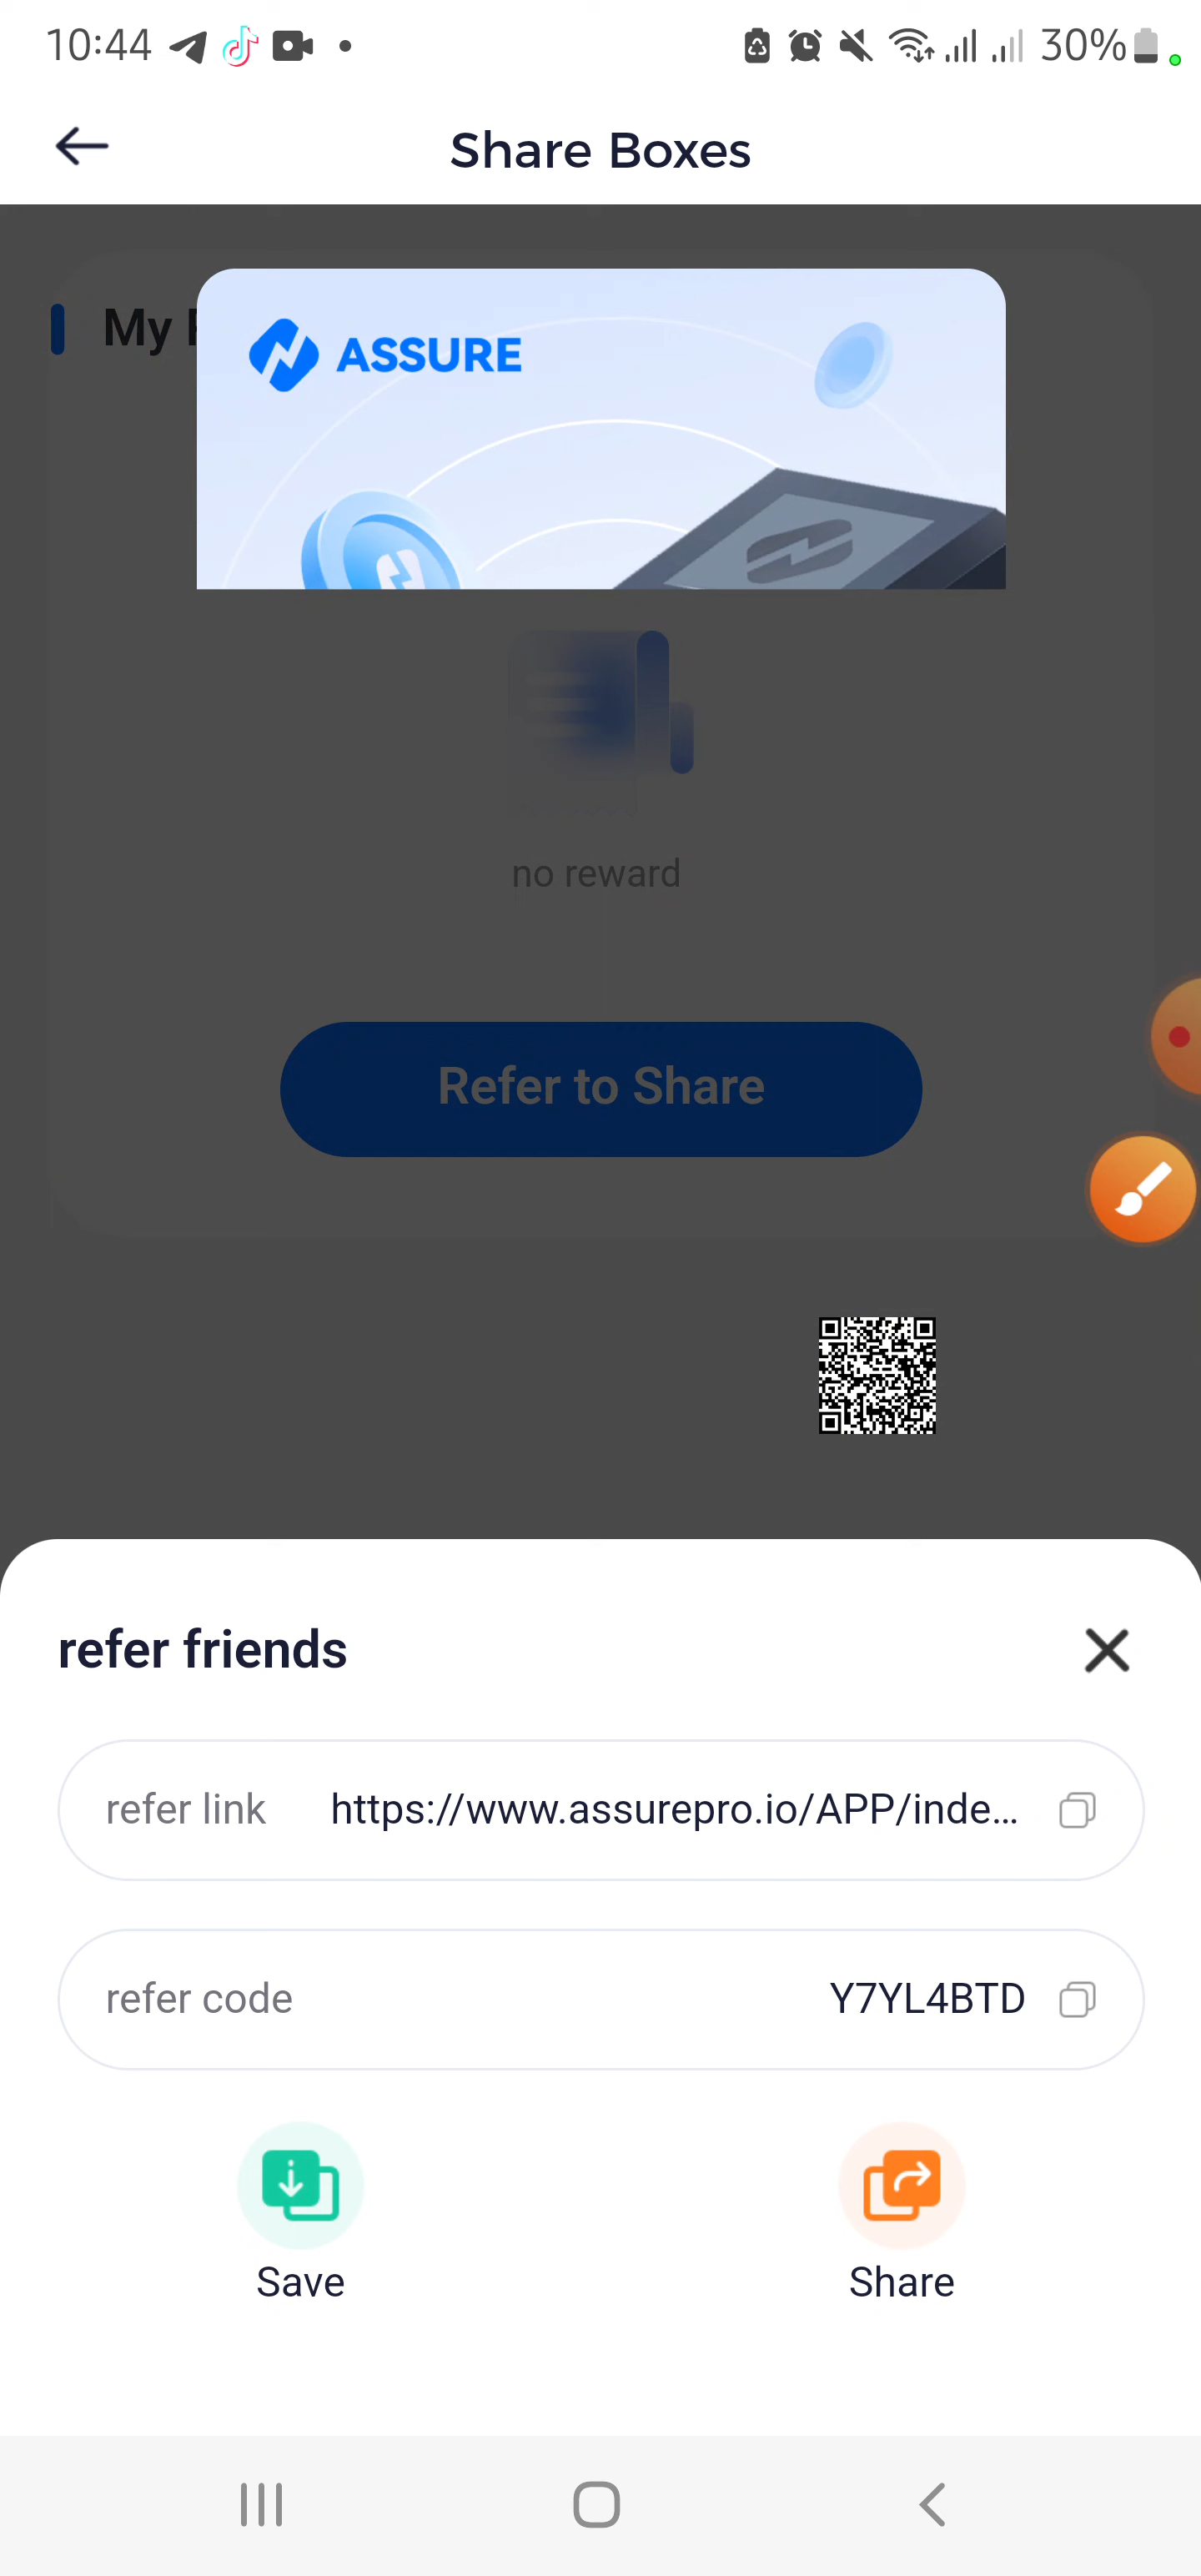 10:44 30%
Share Boxes
My
ASSURE
no reward
Refer to Share
refer friends
refer link https://www.assurepro.io/APP/inde...
refer code Y7YL4BTD
Save Share